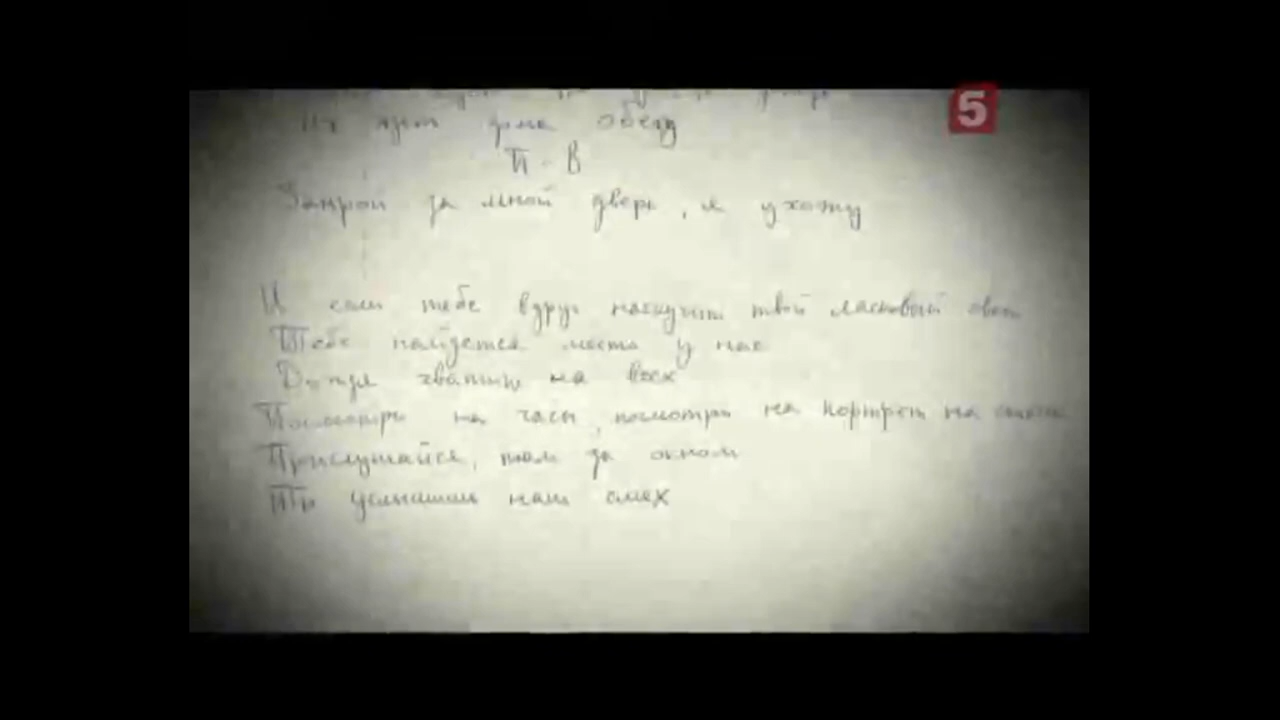 5
Их ждет дома обед
П - В
Закрой за мной дверь, я ухожу
И если тебе вдруг наскучит твой ласковый свет
Тебе найдется место у нас
Дождя хватит на всех
Посмотри на часы, посмотри на портрет на стене
Прислушайся, там за окном
Ты услышишь наш смех